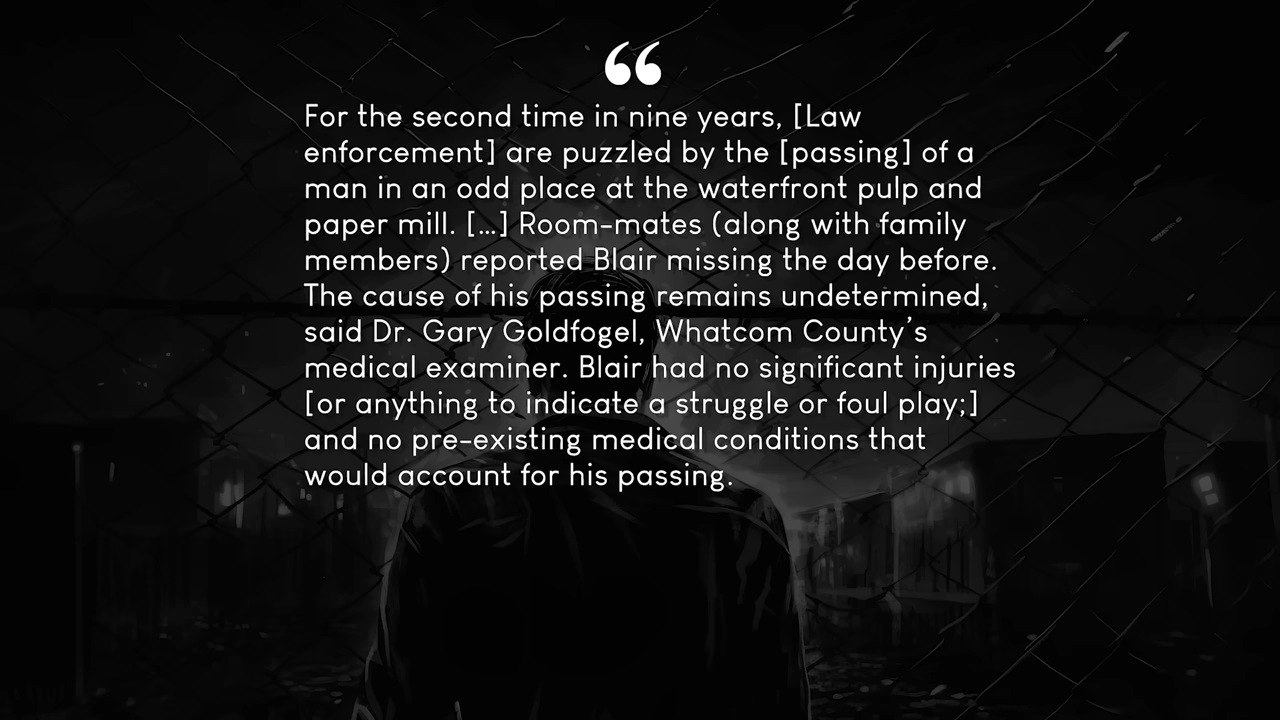 “
For the second time in nine years, [Law
enforcement] are puzzled by the [passing] of a
man in an odd place at the waterfront pulp and
paper mill. [...] Room-mates (along with family
members) reported Blair missing the day before.
The cause of his passing remains undetermined,
said Dr. Gary Goldfogel, Whatcom County’s
medical examiner. Blair had no significant injuries
[or anything to indicate a struggle or foul play;]
and no pre-existing medical conditions that
would account for his passing.